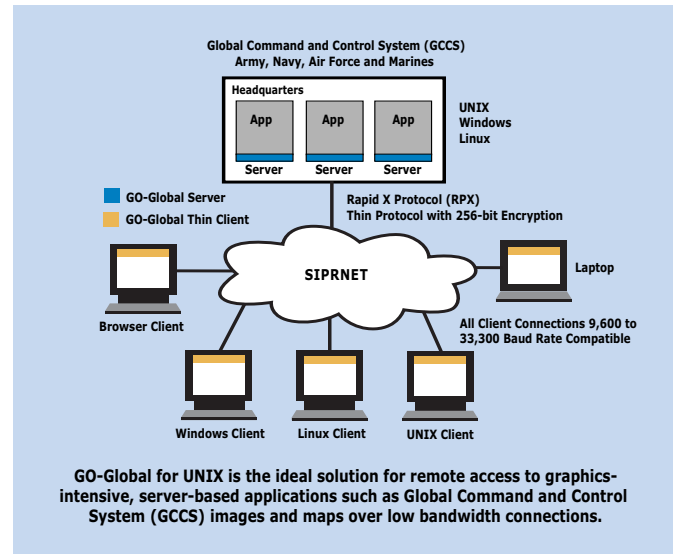 Global Command and Control System (GCCS)
Army, Navy, Air Force and Marines
Headquarters
App App App
Server Server Server
UNIX
Windows
Linux
GO-Global Server
GO-Global Thin Client
Rapid X Protocol (RPX)
Thin Protocol with 256-bit Encryption
SIPRNET
Laptop
Browser Client
All Client Connections 9,600 to
33,300 Baud Rate Compatible
Windows Client Linux Client UNIX Client
GO-Global for UNIX is the ideal solution for remote access to graphics-
intensive, server-based applications such as Global Command and Control
System (GCCS) images and maps over low bandwidth connections.